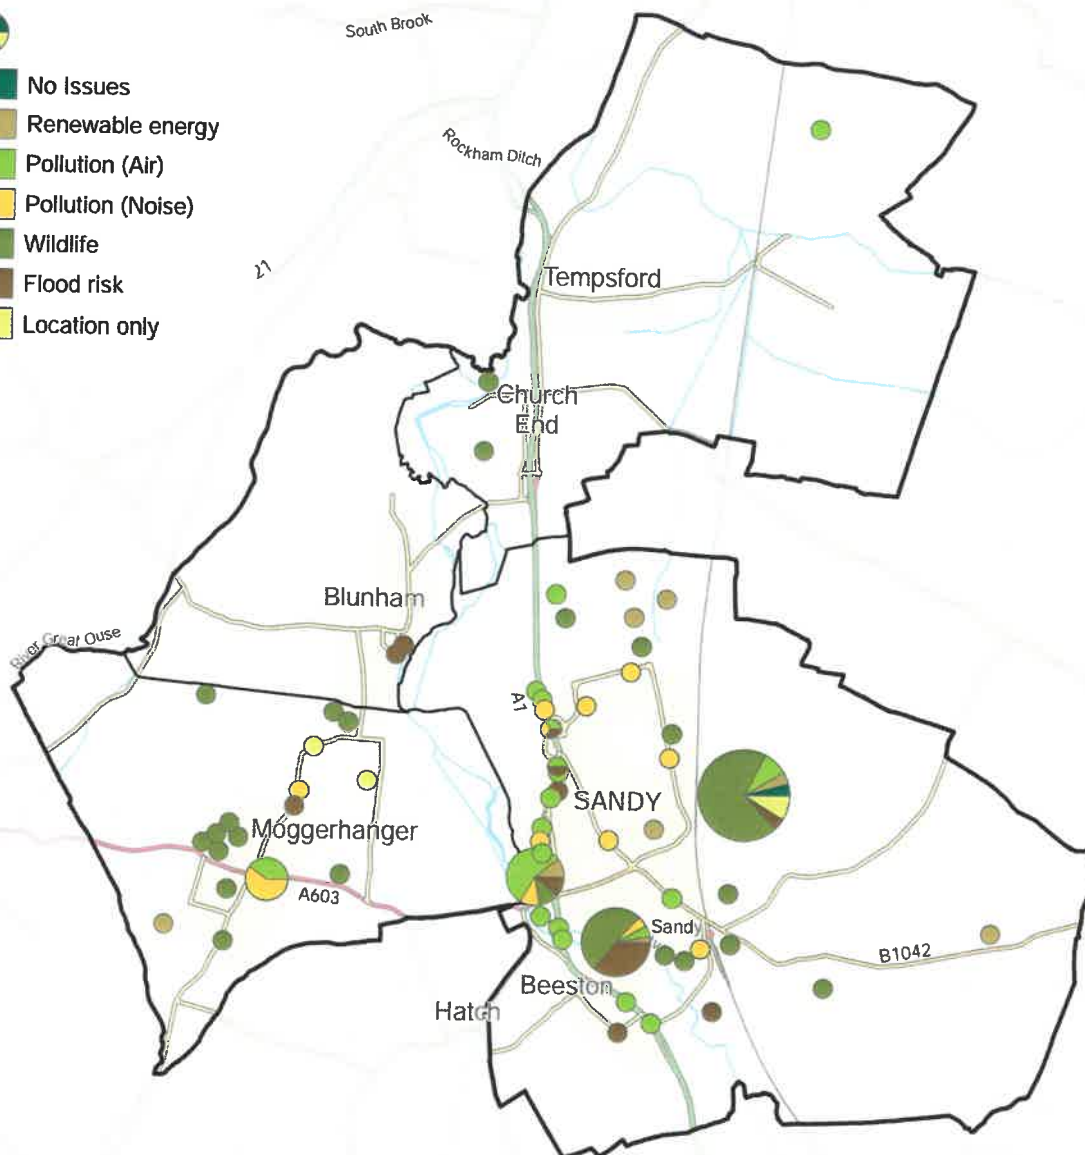 South Brook
No Issues
Renewable energy
Pollution (Air)
Rockham Ditch
Pollution (Noise)
Wildlife
Flood risk
21
Tempsford
Location only
Church
End
Blunham
River Great Ouse
A1
SANDY
Moggerhanger
A603
Sandy
B1042
Beeston
Hatch